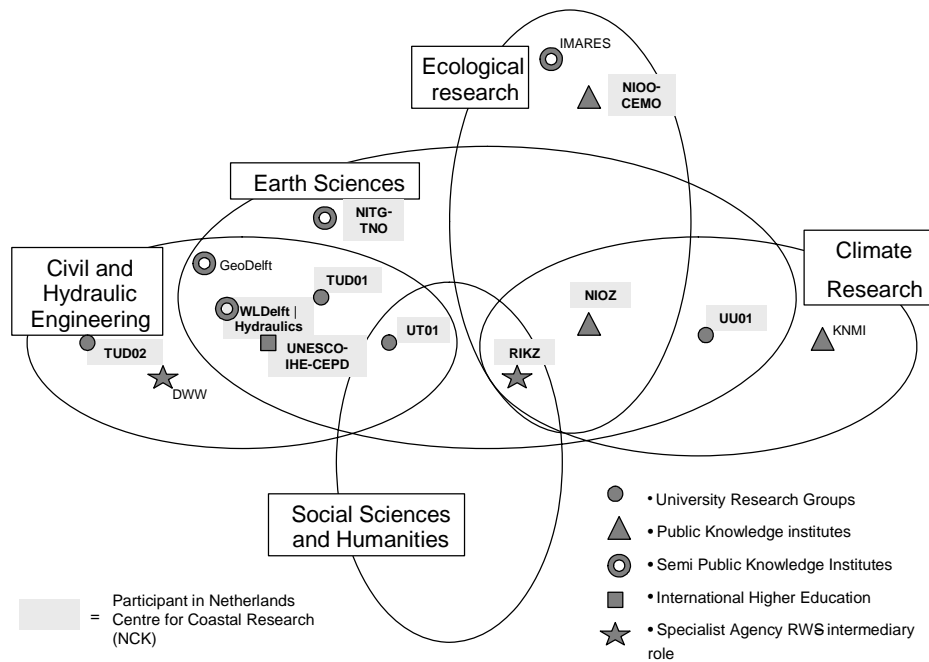 IMARES
Ecological
research
NIOO-
CEMO
Earth Sciences
NITG-
TNO
Civil and
Hydraulic
Engineering
GeoDelft
TUD01
Climate
Research
WLDelft |
Hydraulics
NIOZ
UU01
KNMI
UT01
TUD02
UNESCO-
IHE-CEPD
RIKZ
DWW
Social Sciences
and Humanities
• University Research Groups
• Public Knowledge institutes
• Semi Public Knowledge Institutes
• International Higher Education
• Specialist Agency RWS-intermediary
role
= Participant in Netherlands
Centre for Coastal Research
(NCK)